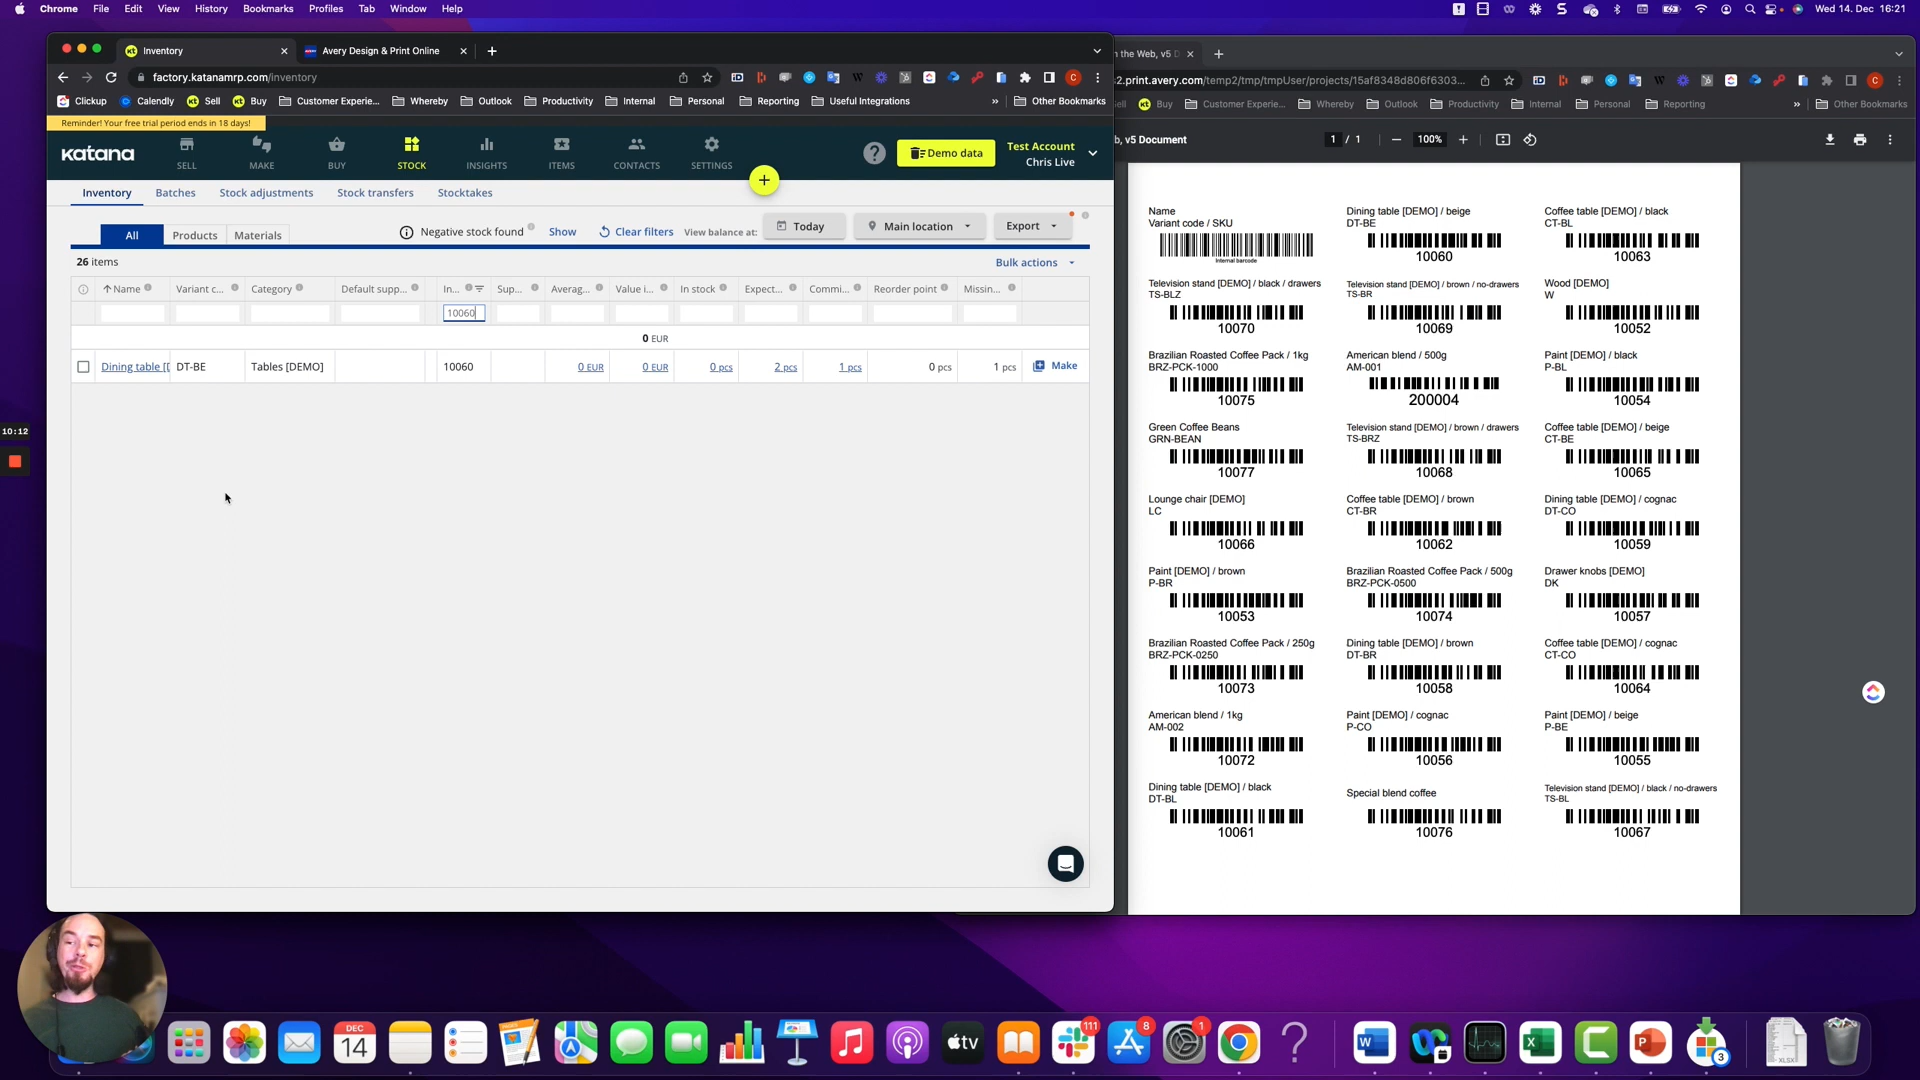 Chrome File Edit View History Bookmarks Profiles Tab Window Help
Wed 14. Dec 16:21
Inventory
Avery Design & Print Online
the Web, v5 D
factory.katanamrp.com/inventory
2.print.avery.com/temp2/tmp/tmpUser/projects/15af8348d806f6303...
Clickup Calendly Sell Buy Customer Experie... Whereby Outlook Productivity Internal Personal Reporting Useful Integrations » Other Bookmarks
Buy Customer Experie... Whereby Outlook Productivity Internal Personal Reporting » Other Bookmarks
Reminder! Your free trial period ends in 18 days!
katana
SELL MAKE BUY STOCK INSIGHTS ITEMS CONTACTS SETTINGS
Demo data
Test Account
Chris Live
v5 Document
1 / 1
100%
Inventory Batches Stock adjustments Stock transfers Stocktakes
All Products Materials
Negative stock found Show Clear filters View balance at: Today Main location Export
26 items
Bulk actions
Name Variant c... Category Default supp... In... Sup... Averag... Value i... In stock Expect... Commi... Reorder point Missin...
10060
0 EUR
Dining table [D DT-BE Tables [DEMO] 10060 0 EUR 0 EUR 0 pcs 2 pcs 1 pcs 0 pcs 1 pcs Make
10:12
Name
Variant code / SKU
Internal barcode
Dining table [DEMO] / beige
DT-BE
10060
Coffee table [DEMO] / black
CT-BL
10063
Television stand [DEMO] / black / drawers
TS-BLZ
10070
Television stand [DEMO] / brown / no-drawers
TS-BR
10069
Wood [DEMO]
W
10052
Brazilian Roasted Coffee Pack / 1kg
BRZ-PCK-1000
10075
American blend / 500g
AM-001
200004
Paint [DEMO] / black
P-BL
10054
Green Coffee Beans
GRN-BEAN
10077
Television stand [DEMO] / brown / drawers
TS-BRZ
10068
Coffee table [DEMO] / beige
CT-BE
10065
Lounge chair [DEMO]
LC
10066
Coffee table [DEMO] / brown
CT-BR
10062
Dining table [DEMO] / cognac
DT-CO
10059
Paint [DEMO] / brown
P-BR
10053
Brazilian Roasted Coffee Pack / 500g
BRZ-PCK-0500
10074
Drawer knobs [DEMO]
DK
10057
Brazilian Roasted Coffee Pack / 250g
BRZ-PCK-0250
10073
Dining table [DEMO] / brown
DT-BR
10058
Coffee table [DEMO] / cognac
CT-CO
10064
American blend / 1kg
AM-002
10072
Paint [DEMO] / cognac
P-CO
10056
Paint [DEMO] / beige
P-BE
10055
Dining table [DEMO] / black
DT-BL
10061
Special blend coffee
10076
Television stand [DEMO] / black / no-drawers
TS-BL
10067
DEC
14
tv
111
8
1
3
XLSX